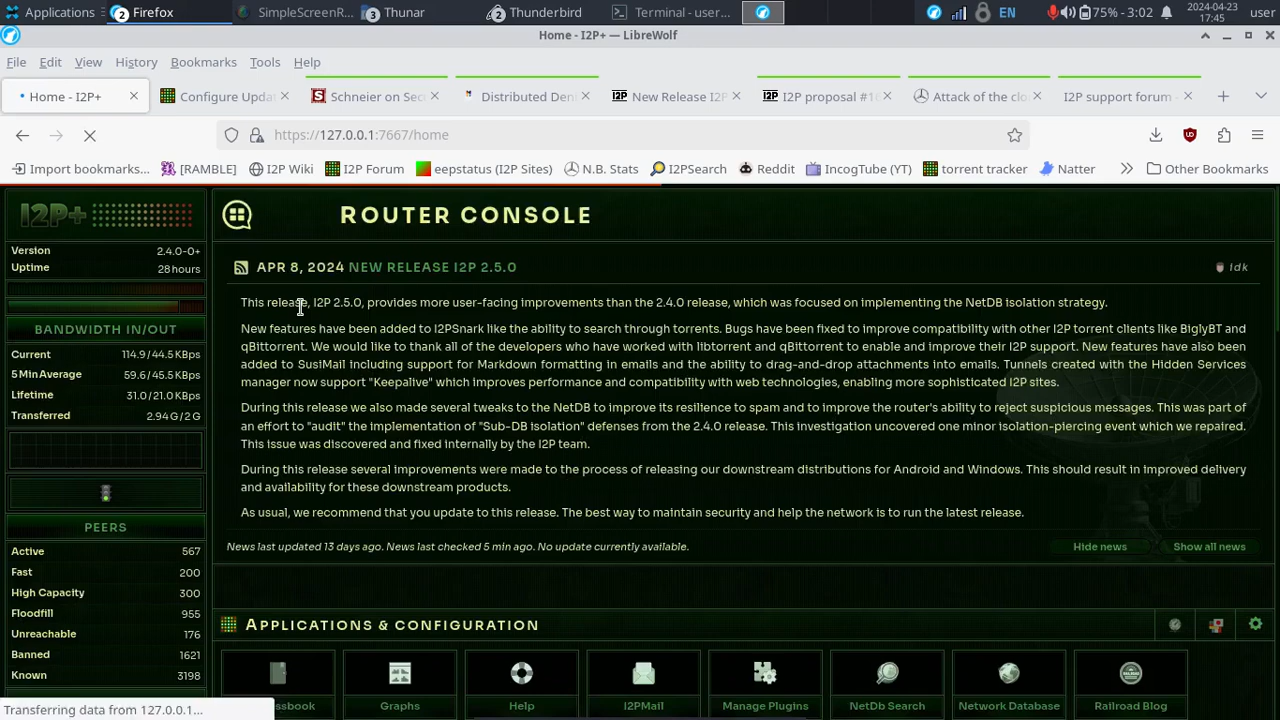 Applications
2 Firefox
SimpleScreenR...
3 Thunar
2 Thunderbird
Terminal - user...
EN
75% - 3:02
2024-04-23
17:45
user
Home - I2P+ — LibreWolf
File Edit View History Bookmarks Tools Help
Home - I2P+
Configure Upda
Schneier on Sec
Distributed Den
New Release I2P
I2P proposal #16
Attack of the clo
I2P support forum -
https://127.0.0.1:7667/home
Import bookmarks...
[RAMBLE]
I2P Wiki
I2P Forum
eepstatus (I2P Sites)
N.B. Stats
I2PSearch
Reddit
IncogTube (YT)
torrent tracker
Natter
Other Bookmarks
I2P+
Version 2.4.0-0+
Uptime 28 hours
BANDWIDTH IN/OUT
Current 114.9 / 44.5 KBps
5 Min Average 59.6 / 45.5 KBps
Lifetime 31.0 / 21.0 KBps
Transferred 2.94G / 2G
PEERS
Active 567
Fast 200
High Capacity 300
Floodfill 955
Unreachable 176
Banned 1621
Known 3198
ROUTER CONSOLE
APR 8, 2024 NEW RELEASE I2P 2.5.0
idk
This release, I2P 2.5.0, provides more user-facing improvements than the 2.4.0 release, which was focused on implementing the NetDB isolation strategy.
New features have been added to I2PSnark like the ability to search through torrents. Bugs have been fixed to improve compatibility with other I2P torrent clients like BiglyBT and
qBittorrent. We would like to thank all of the developers who have worked with libtorrent and qBittorrent to enable and improve their I2P support. New features have also been
added to SusiMail including support for Markdown formatting in emails and the ability to drag-and-drop attachments into emails. Tunnels created with the Hidden Services
manager now support "Keepalive" which improves performance and compatibility with web technologies, enabling more sophisticated I2P sites.
During this release we also made several tweaks to the NetDB to improve its resilience to spam and to improve the router's ability to reject suspicious messages. This was part of
an effort to "audit" the implementation of "Sub-DB isolation" defenses from the 2.4.0 release. This investigation uncovered one minor isolation-piercing event which we repaired.
This issue was discovered and fixed internally by the I2P team.
During this release several improvements were made to the process of releasing our downstream distributions for Android and Windows. This should result in improved delivery
and availability for these downstream products.
As usual, we recommend that you update to this release. The best way to maintain security and help the network is to run the latest release.
News last updated 13 days ago. News last checked 5 min ago. No update currently available.
Hide news
Show all news
APPLICATIONS & CONFIGURATION
ssbook
Graphs
Help
I2PMail
Manage Plugins
NetDb Search
Network Database
Railroad Blog
Transferring data from 127.0.0.1...